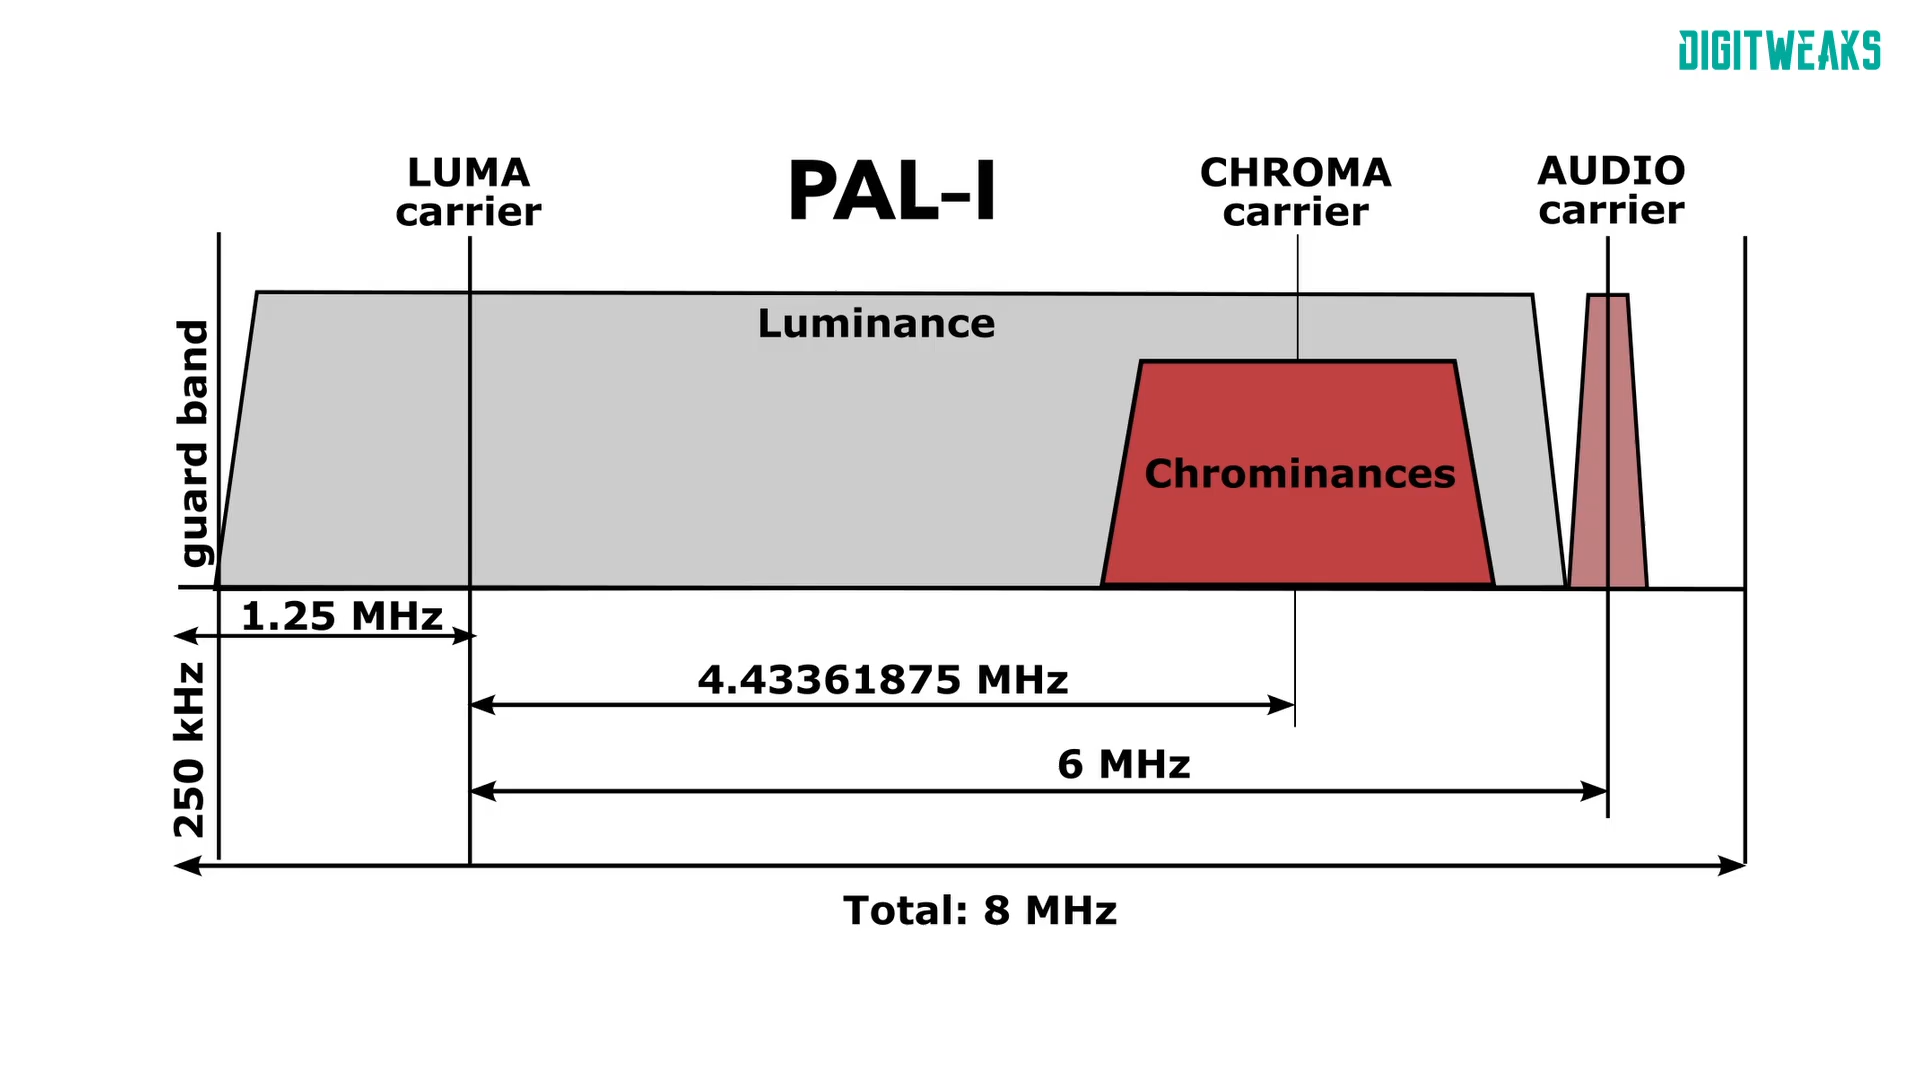 DIGITWEAKS
LUMA
carrier
PAL-I
CHROMA
carrier
AUDIO
carrier
Luminance
guard band
Chrominances
1.25 MHz
250 kHz
4.43361875 MHz
6 MHz
Total: 8 MHz